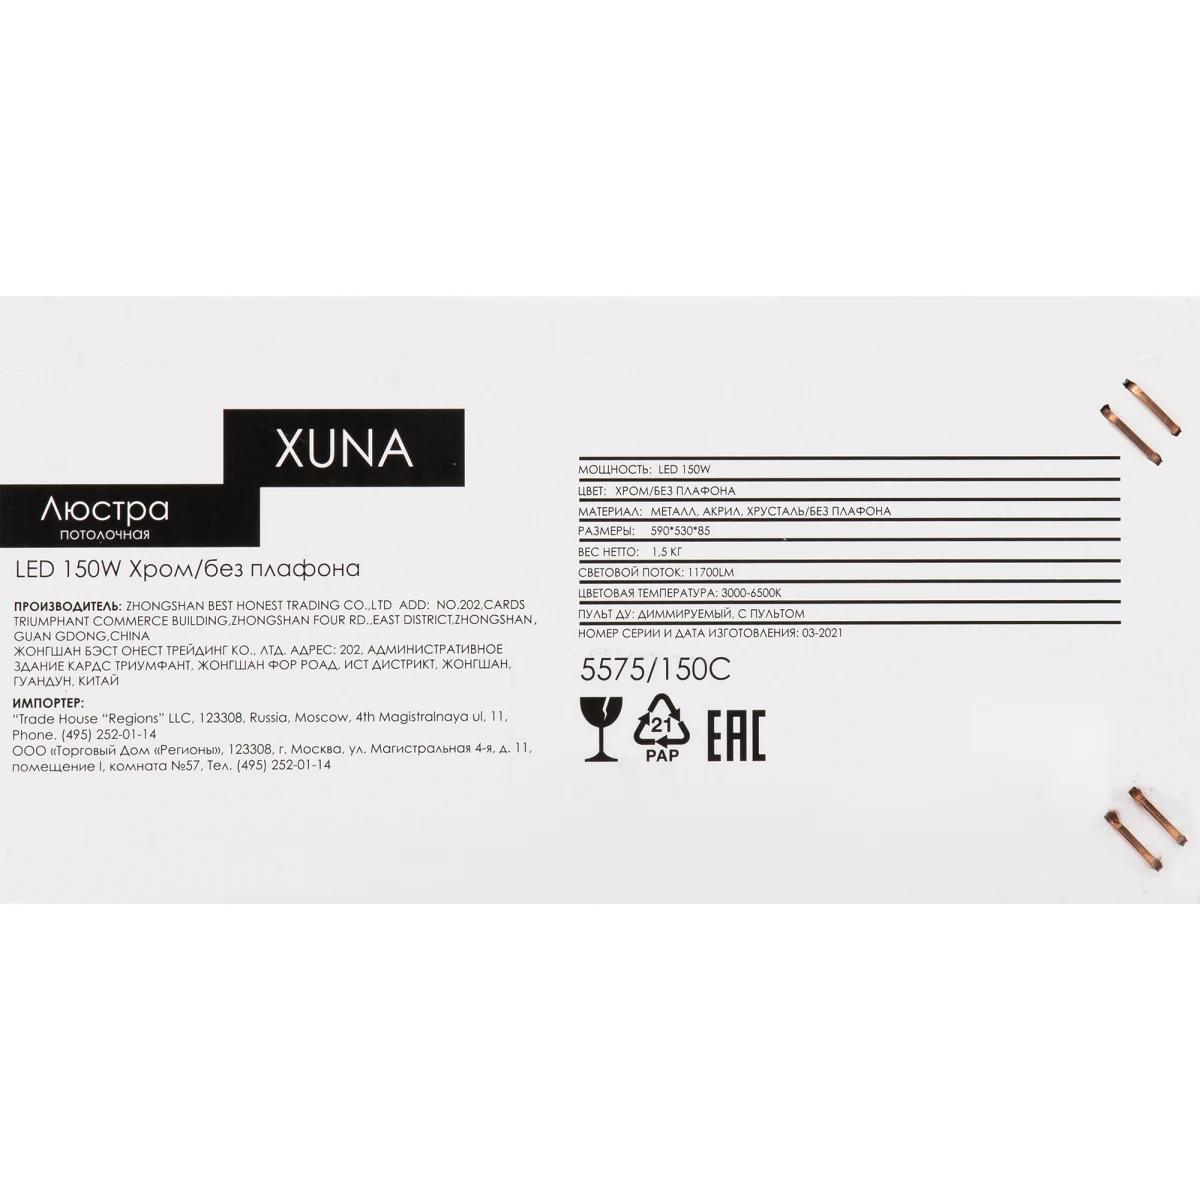 XUNA
Люстра
потолочная
LED 150W Хром/без плафона
ПРОИЗВОДИТЕЛЬ: ZHONGSHAN BEST HONEST TRADING CO.,LTD ADD: NO.202,CARDS
TRIUMPHANT COMMERCE BUILDING,ZHONGSHAN FOUR RD.,EAST DISTRICT,ZHONGSHAN,
GUAN GDONG,CHINA
ЖОНГШАН БЭСТ ОНЕСТ ТРЕЙДИНГ КО., ЛТД. АДРЕС: 202, АДМИНИСТРАТИВНОЕ
ЗДАНИЕ КАРДС ТРИУМФАНТ, ЖОНГШАН ФОР РОАД, ИСТ ДИСТРИКТ, ЖОНГШАН,
ГУАНДУН, КИТАЙ
ИМПОРТЕР:
“Trade House “Regions” LLC, 123308, Russia, Moscow, 4th Magistralnaya ul, 11,
Phone. (495) 252-01-14
ООО «Торговый Дом «Регионы», 123308, г. Москва, ул. Магистральная 4-я, д. 11,
помещение I, комната №57, Тел. (495) 252-01-14
МОЩНОСТЬ: LED 150W
ЦВЕТ: ХРОМ/БЕЗ ПЛАФОНА
МАТЕРИАЛ: МЕТАЛЛ, АКРИЛ, ХРУСТАЛЬ/БЕЗ ПЛАФОНА
РАЗМЕРЫ: 590*530*85
ВЕС НЕТТО: 1,5 КГ
СВЕТОВОЙ ПОТОК: 11700LM
ЦВЕТОВАЯ ТЕМПЕРАТУРА: 3000-6500K
ПУЛЬТ ДУ: ДИММИРУЕМЫЙ, С ПУЛЬТОМ
НОМЕР СЕРИИ И ДАТА ИЗГОТОВЛЕНИЯ: 03-2021
5575/150C
21
PAP
EAC